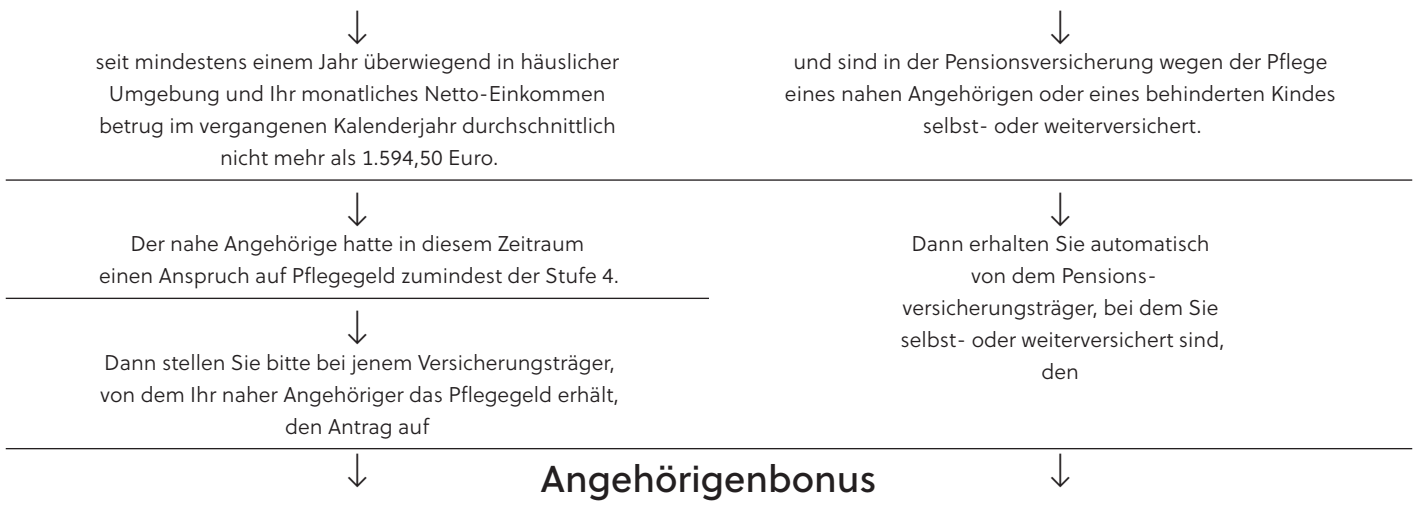 seit mindestens einem Jahr überwiegend in häuslicher
Umgebung und Ihr monatliches Netto-Einkommen
betrug im vergangenen Kalenderjahr durchschnittlich
nicht mehr als 1.594,50 Euro.
und sind in der Pensionsversicherung wegen der Pflege
eines nahen Angehörigen oder eines behinderten Kindes
selbst- oder weiterversichert.
Der nahe Angehörige hatte in diesem Zeitraum
einen Anspruch auf Pflegegeld zumindest der Stufe 4.
Dann stellen Sie bitte bei jenem Versicherungsträger,
von dem Ihr naher Angehöriger das Pflegegeld erhält,
den Antrag auf
Dann erhalten Sie automatisch
von dem Pensions-
versicherungsträger, bei dem Sie
selbst- oder weiterversichert sind,
den
Angehörigenbonus